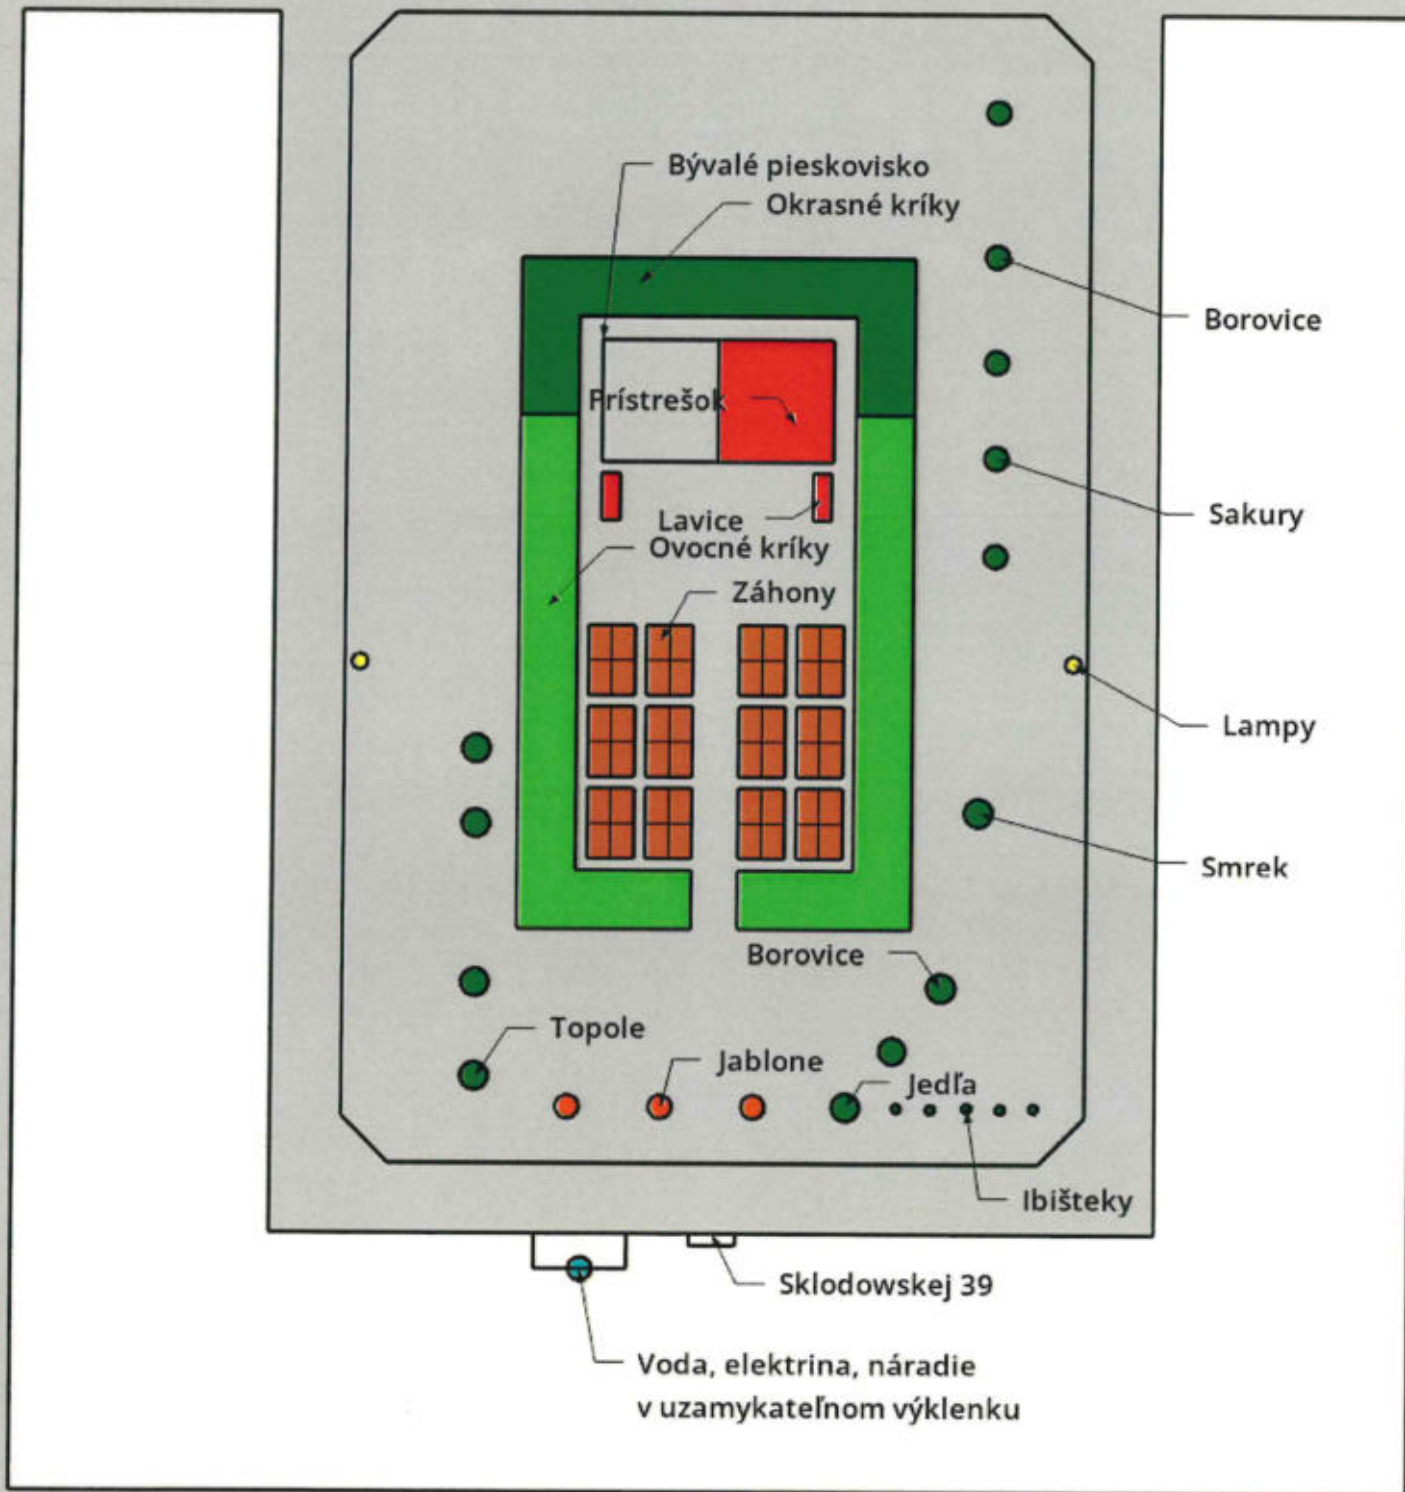 Bývalé pieskovisko
Okrasné kríky
Borovice
Prístrešok
Sakury
Lavice
Ovocné kríky
Záhony
Lampy
Smrek
Borovice
Topole
Jablone
Jedľa
Ibišteky
Sklodowskej 39
Voda, elektrina, náradie
v uzamykateľnom výklenku